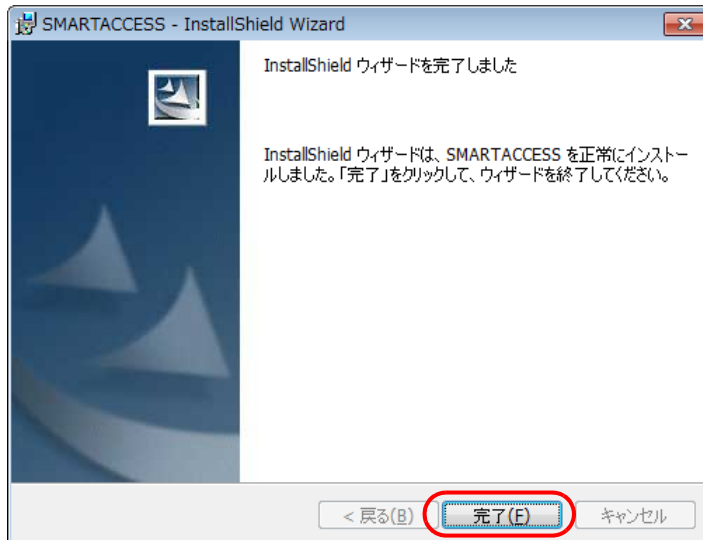 SMARTACCESS - InstallShield Wizard
InstallShield ウィザードを完了しました
InstallShield ウィザードは、SMARTACCESS を正常にインストー
ルしました。「完了」をクリックして、ウィザードを終了してください。
< 戻る(B) 完了(F) キャンセル